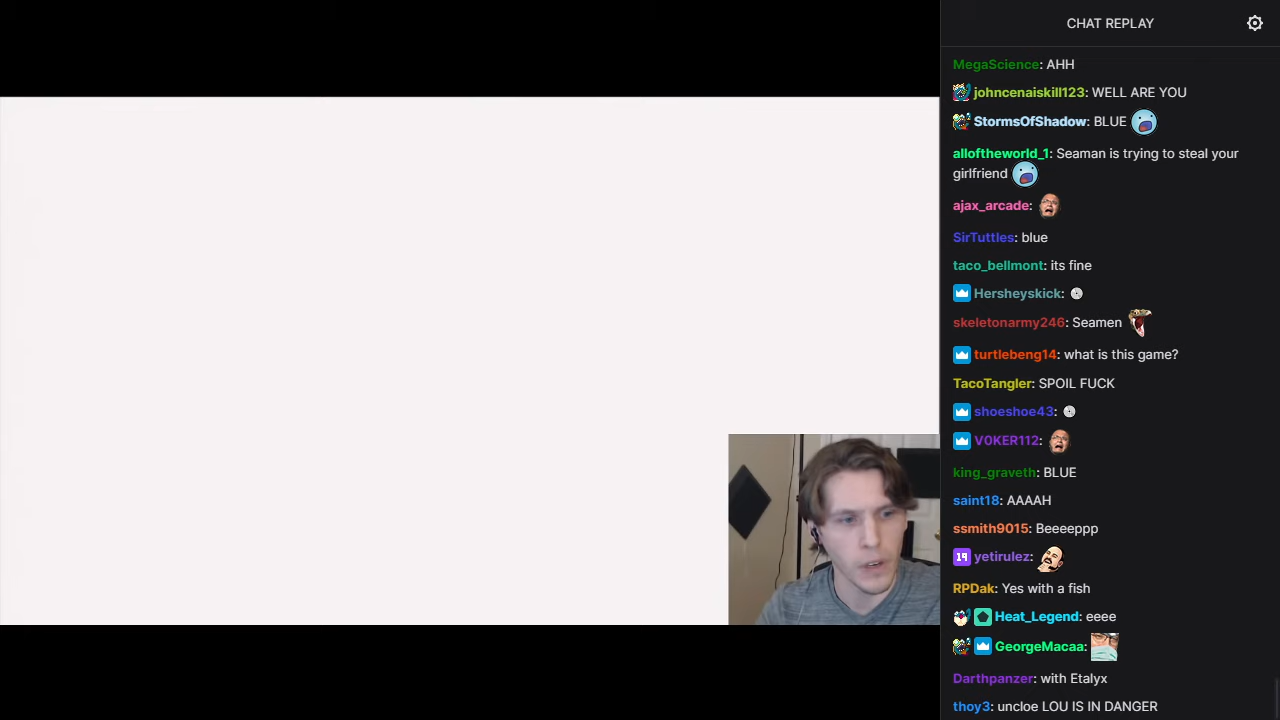 CHAT REPLAY
MegaScience: AHH
johncenaiskill123: WELL ARE YOU
StormsOfShadow: BLUE
alloftheworld_1: Seaman is trying to steal your
girlfriend
ajax_arcade:
SirTuttles: blue
taco_bellmont: its fine
Hersheyskick:
skeletonarmy246: Seamen
turtlebeng14: what is this game?
TacoTangler: SPOIL FUCK
shoeshoe43:
V0KER112:
king_graveth: BLUE
saint18: AAAAH
ssmith9015: Beeeeppp
19 yetirulez:
RPDak: Yes with a fish
Heat_Legend: eeee
GeorgeMacaa:
Darthpanzer: with Etalyx
thoy3: uncloe LOU IS IN DANGER